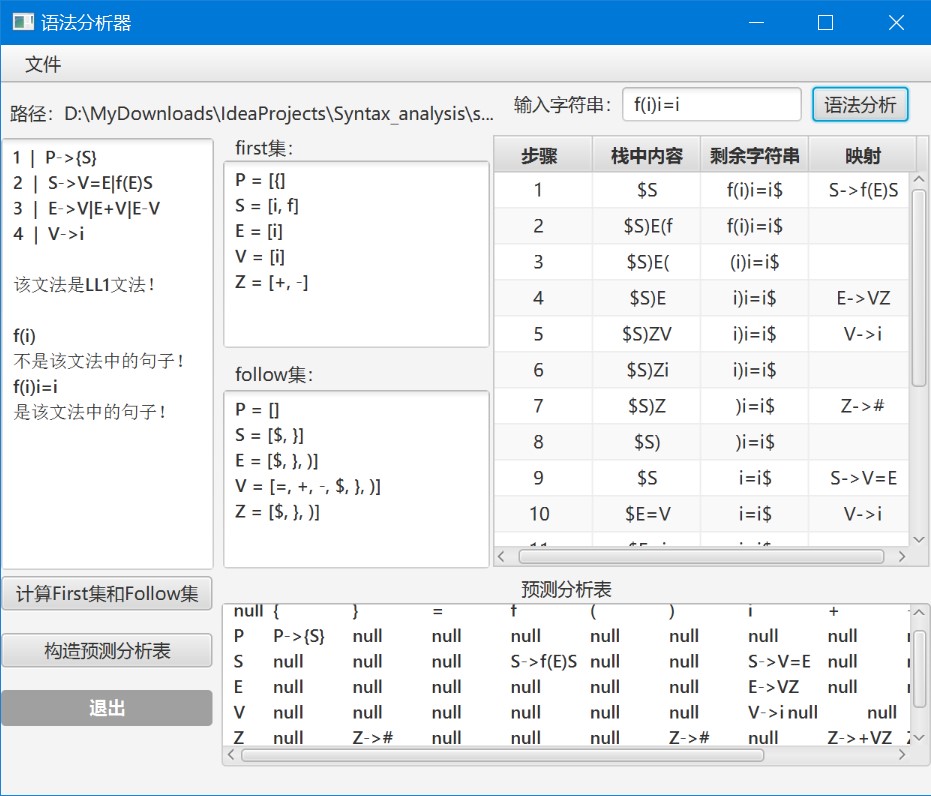 语法分析器
文件
路径：D:\MyDownloads\IdeaProjects\Syntax_analysis\s...
输入字符串：
f(i)i=i
语法分析
1 | P->{S}
2 | S->V=E|f(E)S
3 | E->V|E+V|E-V
4 | V->i
该文法是LL1文法！
f(i)
不是该文法中的句子！
f(i)i=i
是该文法中的句子！
first集：
P = [{]
S = [i, f]
E = [i]
V = [i]
Z = [+, -]
follow集：
P = []
S = [$, }]
E = [$, }, )]
V = [=, +, -, $, }, )]
Z = [$, }, )]
步骤 栈中内容 剩余字符串 映射
1 $S f(i)i=i$ S->f(E)S
2 $S)E(f f(i)i=i$
3 $S)E( (i)i=i$
4 $S)E i)i=i$ E->VZ
5 $S)ZV i)i=i$ V->i
6 $S)Zi i)i=i$
7 $S)Z )i=i$ Z->#
8 $S) )i=i$
9 $S i=i$ S->V=E
10 $E=V i=i$ V->i
计算First集和Follow集
构造预测分析表
退出
预测分析表
null { } = f ( ) i +
P P->{S} null null null null null null null
S null null null S->f(E)S null null S->V=E null
E null null null null null null E->VZ null
V null null null null null null V->i null null
Z null Z-># null null null Z-># null Z->+VZ